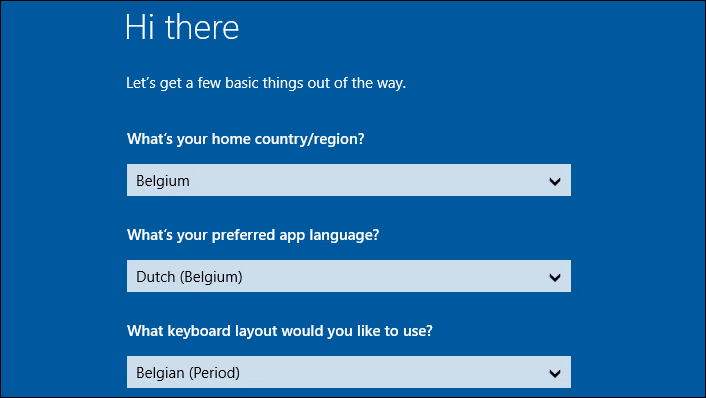 Hi there
Let's get a few basic things out of the way.
What's your home country/region?
Belgium
What's your preferred app language?
Dutch (Belgium)
What keyboard layout would you like to use?
Belgian (Period)